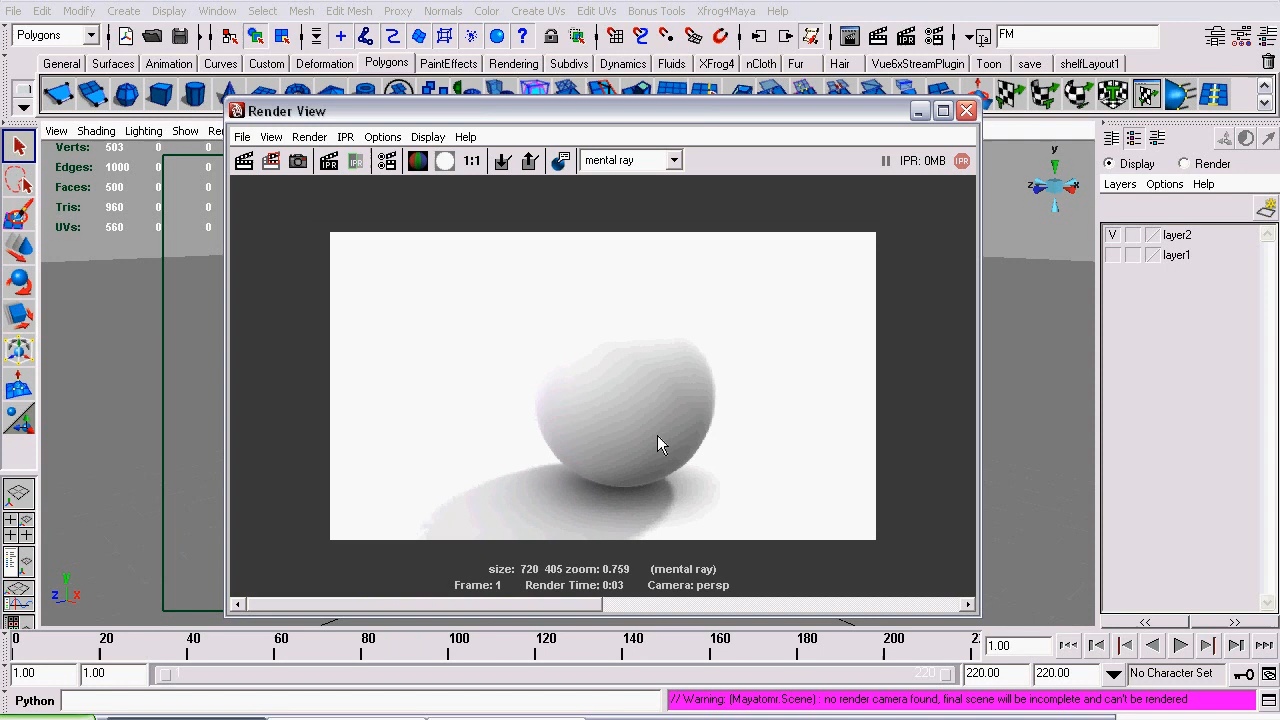 File Edit Modify Create Display Window Select Mesh Edit Mesh Proxy Normals Color Create UVs Edit UVs Bonus Tools Xfrog4Maya Help
Polygons FM
General Surfaces Animation Curves Custom Deformation Polygons PaintEffects Rendering Subdivs Dynamics Fluids XFrog4 nCloth Fur Hair Vue6xStreamPlugin Toon save shelfLayout1
Render View
View Shading Lighting Show Re
File View Render IPR Options Display Help
IPR 1:1 mental ray IPR: 0MB IPR
Verts: 503 0 0
Edges: 1000 0 0
Faces: 500 0 0
Tris: 960 0 0
UVs: 560 0 0
Display Render
Layers Options Help
V layer2
layer1
y
z x
size: 720 405 zoom: 0.759 (mental ray)
Frame: 1 Render Time: 0:03 Camera: persp
y
z x
0 20 40 60 80 100 120 140 160 180 200 2 1.00
1.00 1.00 1 220 220.00 220.00 No Character Set
Python // Warning: (Mayatomr.Scene) : no render camera found, final scene will be incomplete and can't be rendered